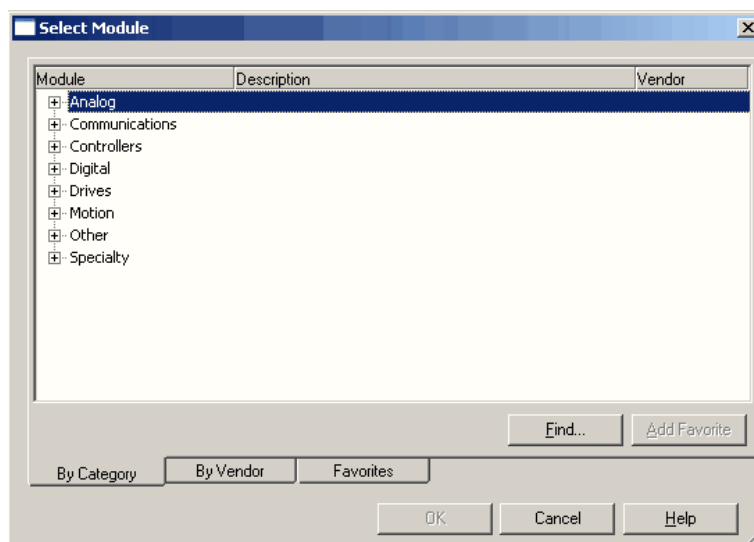 Select Module
Module Description Vendor
Analog
Communications
Controllers
Digital
Drives
Motion
Other
Specialty
Find... Add Favorite
By Category By Vendor Favorites
OK Cancel Help